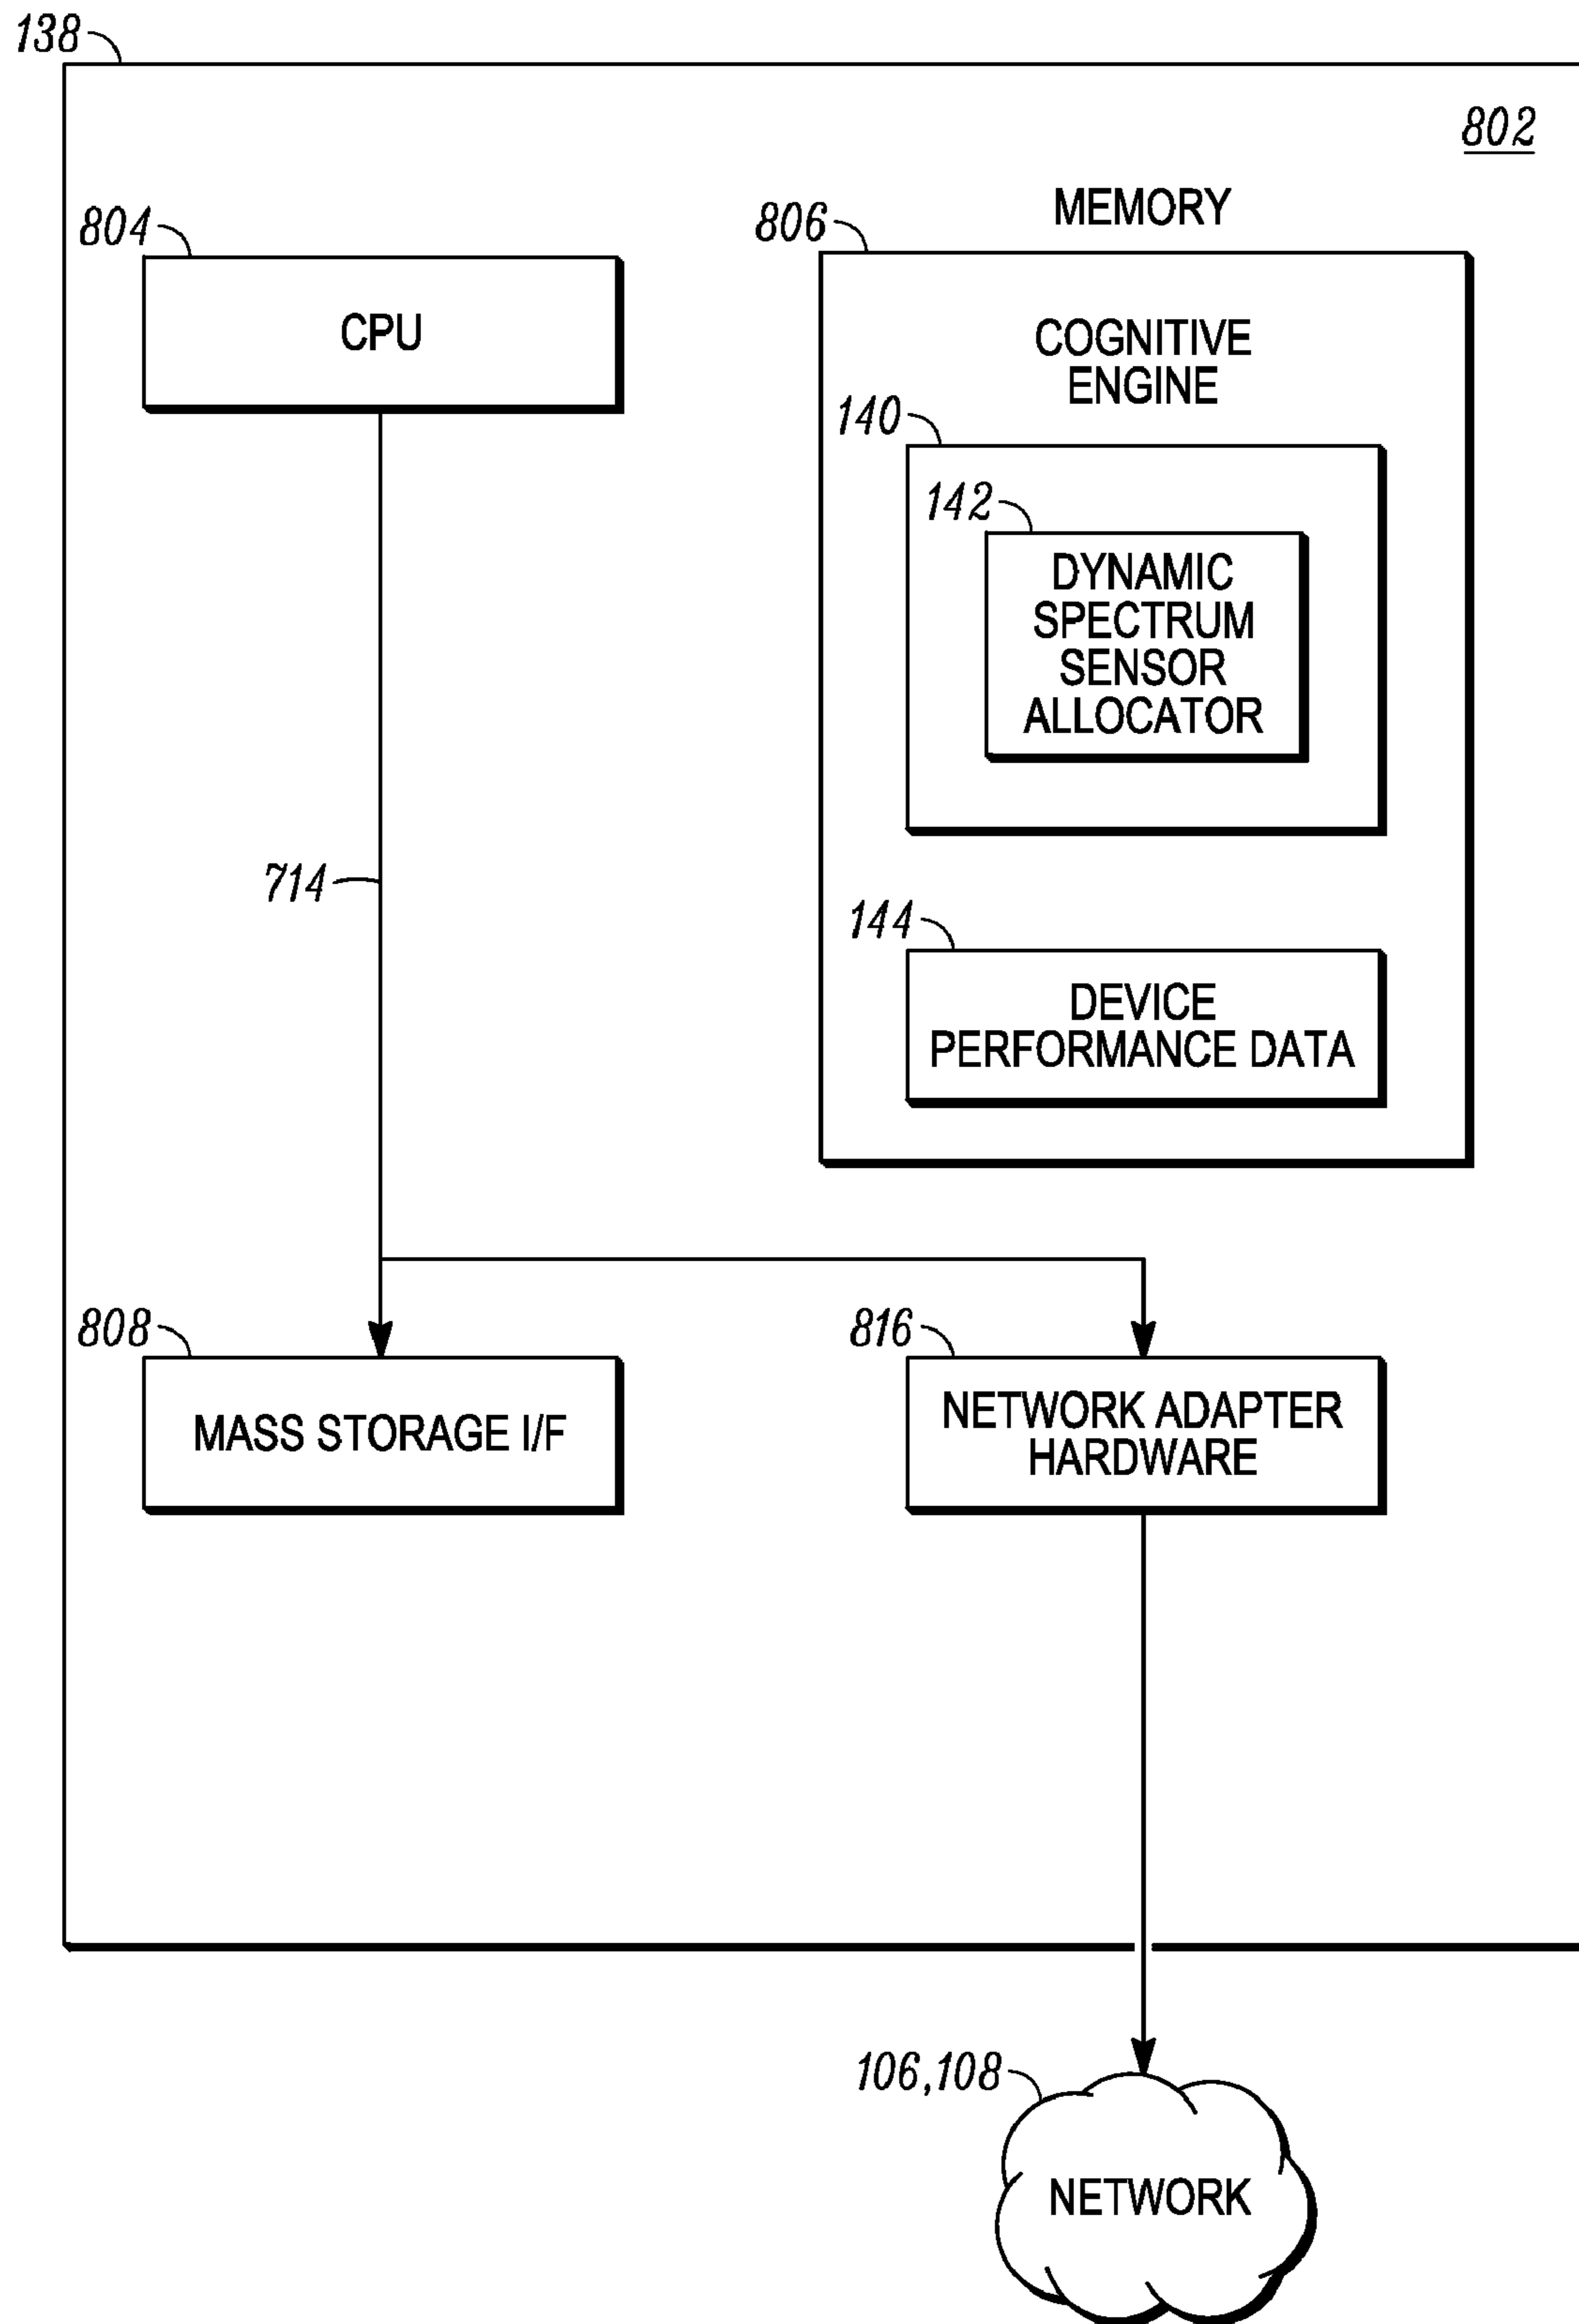 138
802
MEMORY
804
806
CPU
COGNITIVE
ENGINE
140
142
DYNAMIC
SPECTRUM
SENSOR
ALLOCATOR
714
144
DEVICE
PERFORMANCE DATA
808
816
MASS STORAGE I/F
NETWORK ADAPTER
HARDWARE
106,108
NETWORK